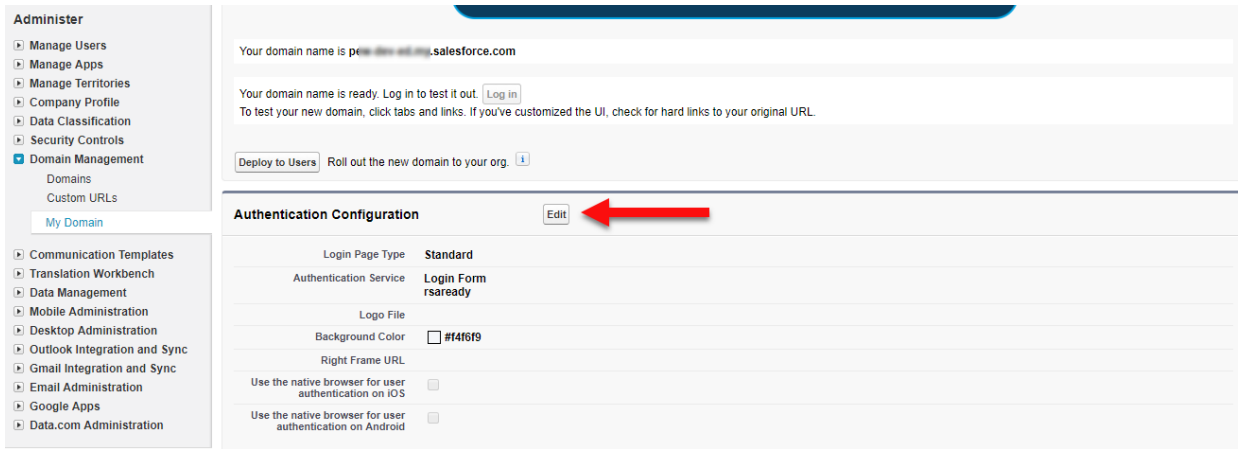 Administer
Manage Users
Manage Apps
Manage Territories
Company Profile
Data Classification
Security Controls
Domain Management
Domains
Custom URLs
My Domain
Communication Templates
Translation Workbench
Data Management
Mobile Administration
Desktop Administration
Outlook Integration and Sync
Gmail Integration and Sync
Email Administration
Google Apps
Data.com Administration
Your domain name is .salesforce.com
Your domain name is ready. Log in to test it out. Log in
To test your new domain, click tabs and links. If you've customized the UI, check for hard links to your original URL.
Deploy to Users Roll out the new domain to your org. i
Authentication Configuration Edit
Login Page Type Standard
Authentication Service Login Form
rsaready
Logo File
Background Color #f4f6f9
Right Frame URL
Use the native browser for user
authentication on iOS
Use the native browser for user
authentication on Android